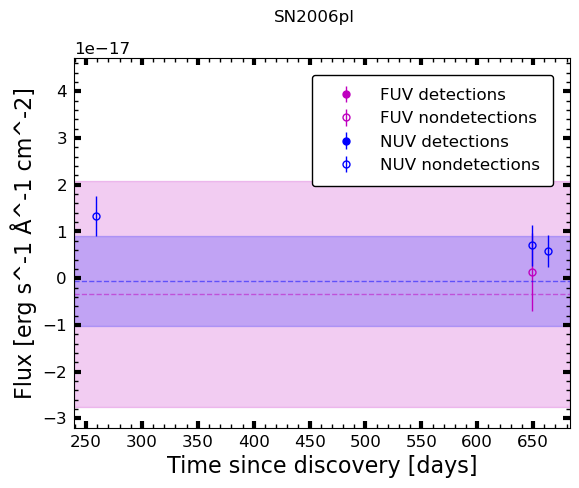 SN2006pl
1e−17
FUV detections
FUV nondetections
NUV detections
NUV nondetections
4
3
2
1
0
−1
−2
−3
Flux [erg s^-1 Å^-1 cm^-2]
250 300 350 400 450 500 550 600 650
Time since discovery [days]